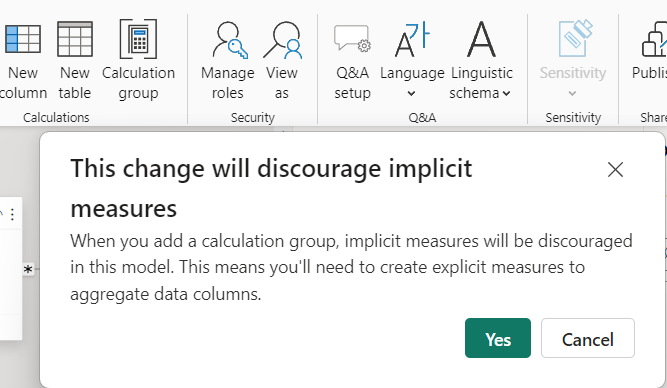 New column
New table
Calculation group
Manage roles
View as
Q&A setup
Language
Linguistic schema
Sensitivity
Calculations
Security
Q&A
Sensitivity
This change will discourage implicit
measures
When you add a calculation group, implicit measures will be discouraged
in this model. This means you'll need to create explicit measures to
aggregate data columns.
*
Yes
Cancel